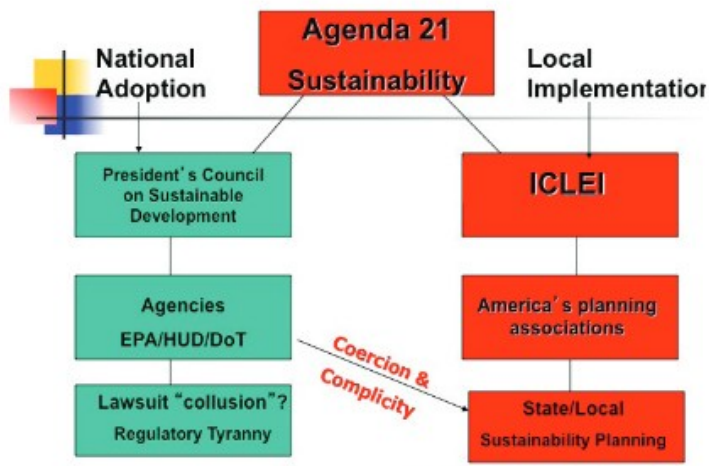 Agenda 21
Sustainability
National
Adoption
Local
Implementation
President's Council
on Sustainable
Development
ICLEI
Agencies
EPA/HUD/DoT
America's planning
associations
Coercion &
Complicity
Lawsuit “collusion”?
Regulatory Tyranny
State/Local
Sustainability Planning